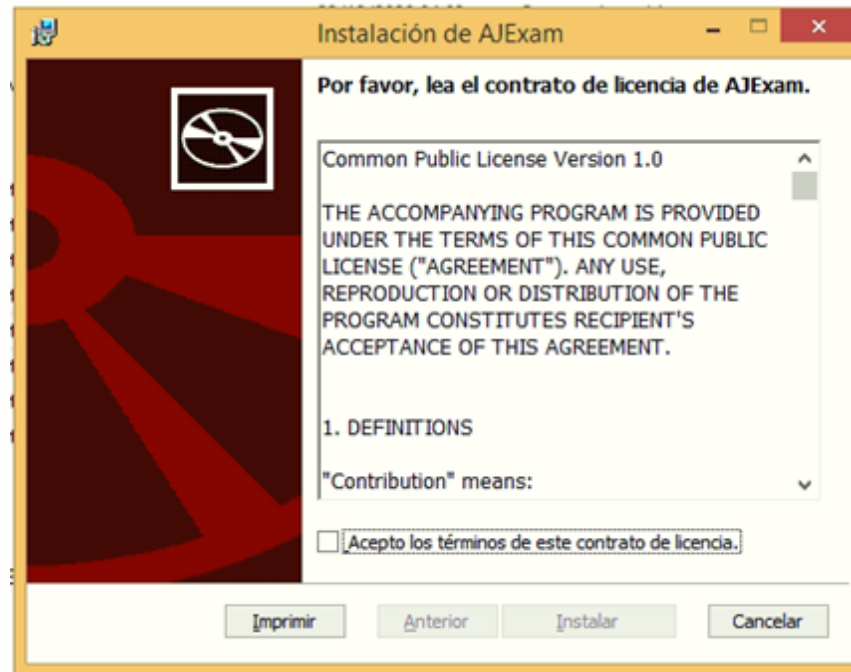 Instalación de AJExam
Por favor, lea el contrato de licencia de AJExam.
Common Public License Version 1.0
THE ACCOMPANYING PROGRAM IS PROVIDED
UNDER THE TERMS OF THIS COMMON PUBLIC
LICENSE ("AGREEMENT"). ANY USE,
REPRODUCTION OR DISTRIBUTION OF THE
PROGRAM CONSTITUTES RECIPIENT'S
ACCEPTANCE OF THIS AGREEMENT.
1. DEFINITIONS
"Contribution" means:
Acepto los términos de este contrato de licencia.
Imprimir Anterior Instalar Cancelar